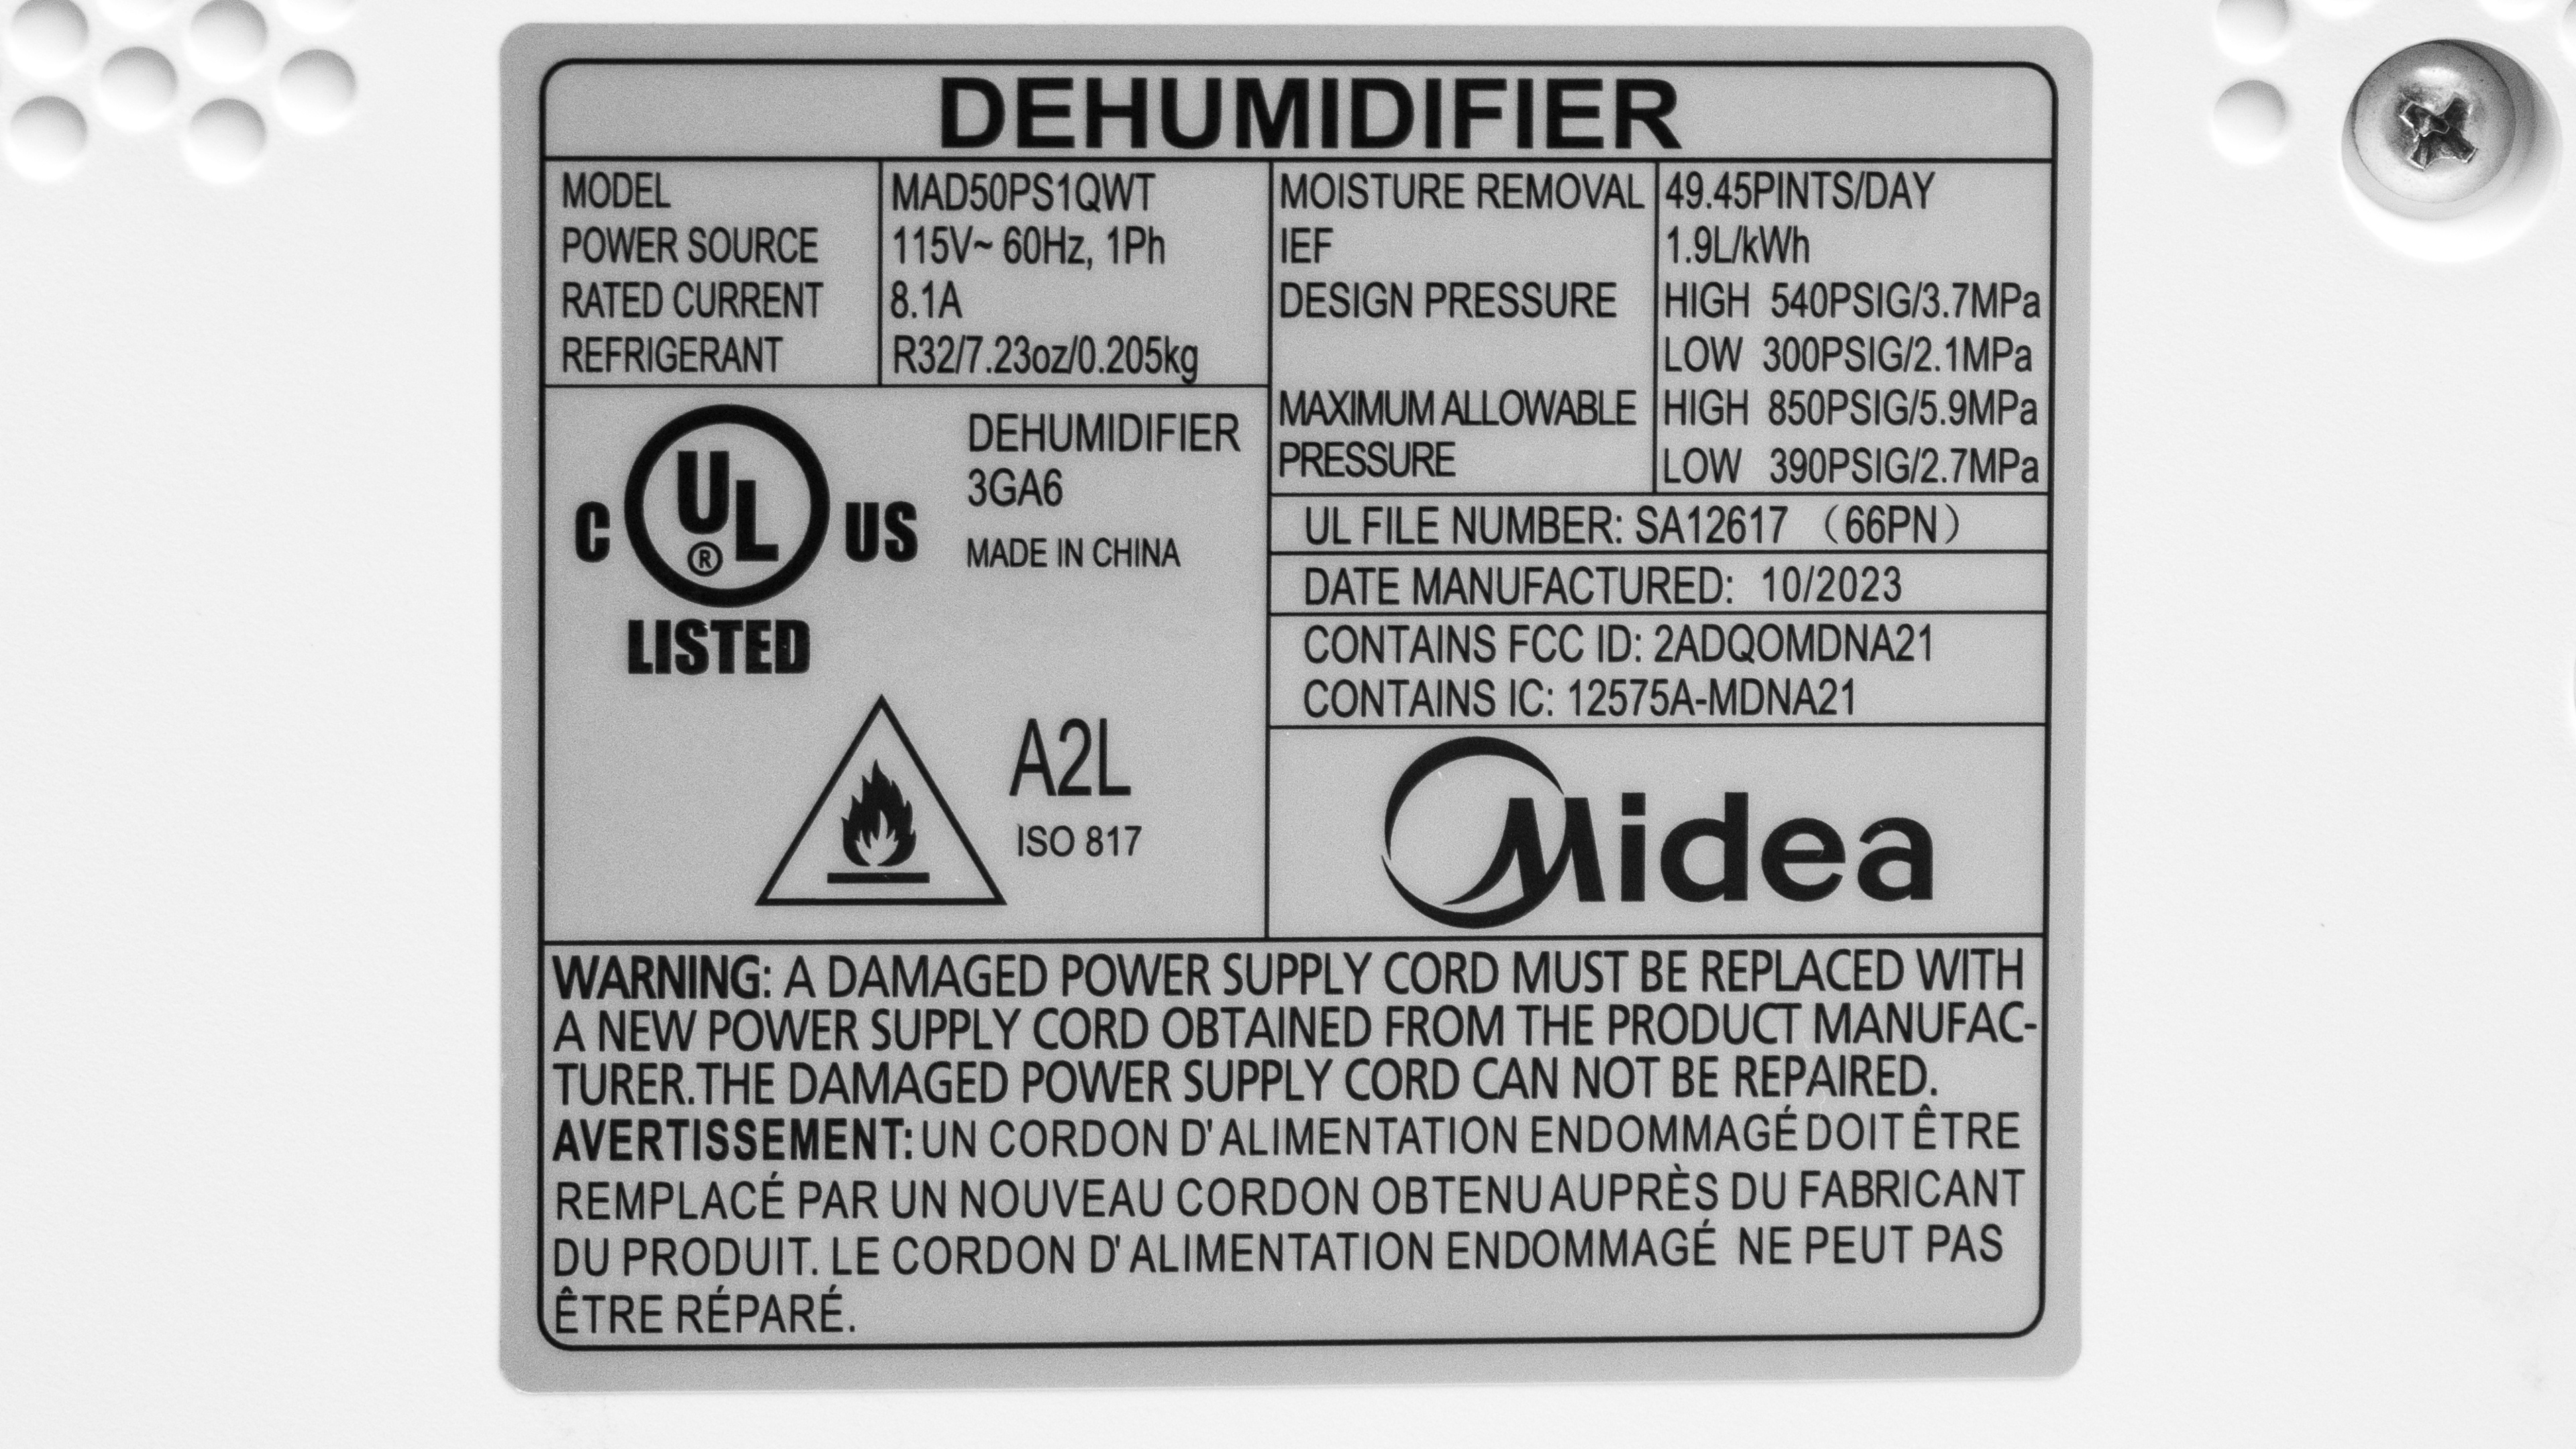 DEHUMIDIFIER
MODEL MAD50PS1QWT
POWER SOURCE 115V~ 60Hz, 1Ph
RATED CURRENT 8.1A
REFRIGERANT R32/7.23oz/0.205kg
MOISTURE REMOVAL 49.45PINTS/DAY
IEF 1.9L/kWh
DESIGN PRESSURE HIGH 540PSIG/3.7MPa
LOW 300PSIG/2.1MPa
MAXIMUM ALLOWABLE HIGH 850PSIG/5.9MPa
PRESSURE LOW 390PSIG/2.7MPa
C UL ® US
LISTED
DEHUMIDIFIER
3GA6
MADE IN CHINA
A2L
ISO 817
UL FILE NUMBER: SA12617 （66PN）
DATE MANUFACTURED: 10/2023
CONTAINS FCC ID: 2ADQOMDNA21
CONTAINS IC: 12575A-MDNA21
Midea
WARNING: A DAMAGED POWER SUPPLY CORD MUST BE REPLACED WITH
A NEW POWER SUPPLY CORD OBTAINED FROM THE PRODUCT MANUFAC-
TURER.THE DAMAGED POWER SUPPLY CORD CAN NOT BE REPAIRED.
AVERTISSEMENT: UN CORDON D'ALIMENTATION ENDOMMAGÉ DOIT ÊTRE
REMPLACÉ PAR UN NOUVEAU CORDON OBTENU AUPRÈS DU FABRICANT
DU PRODUIT. LE CORDON D'ALIMENTATION ENDOMMAGÉ NE PEUT PAS
ÊTRE RÉPARÉ.